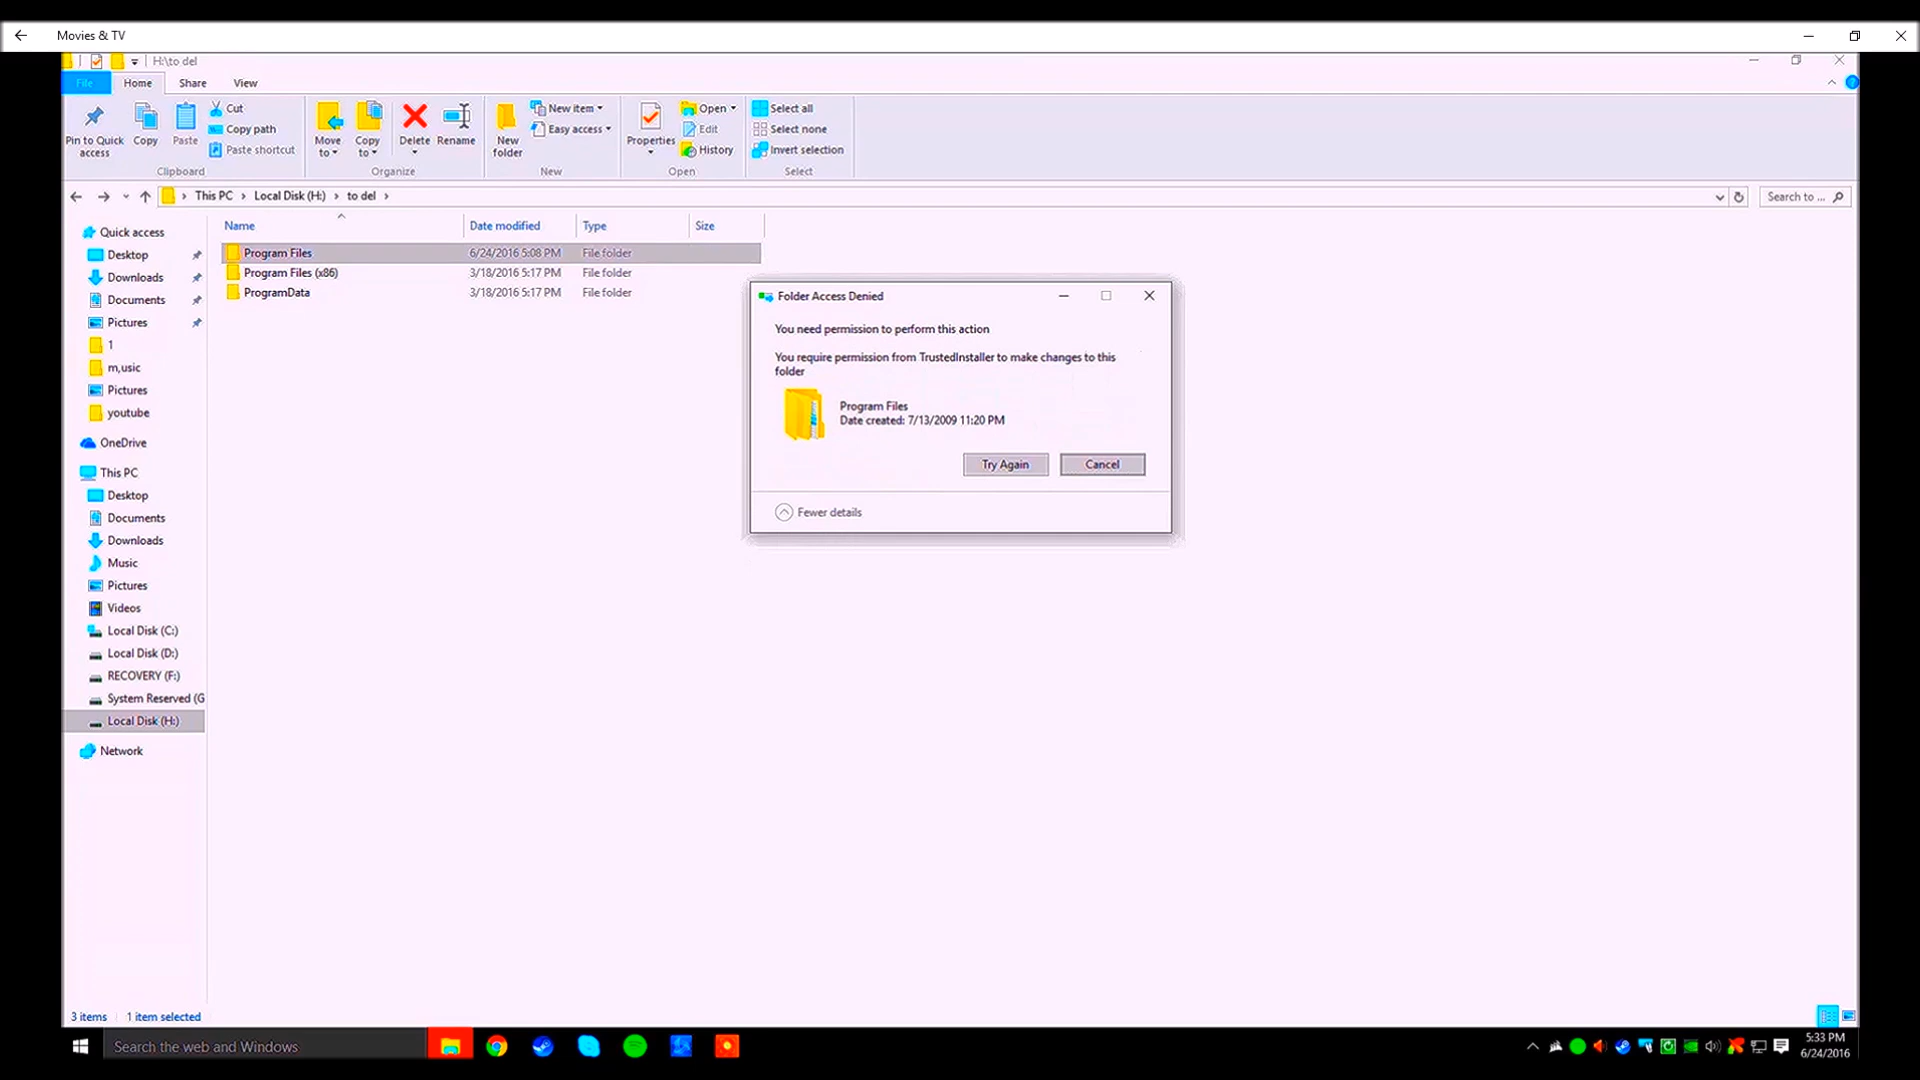 Movies & TV
H:\to del
File Home Share View
Pin to Quick access
Copy
Paste
Cut
Copy path
Paste shortcut
Clipboard
Move to
Copy to
Delete
Rename
Organize
New folder
New item
Easy access
New
Properties
Open
Edit
History
Open
Select all
Select none
Invert selection
Select
This PC > Local Disk (H:) > to del >
Search to ...
Name Date modified Type Size
Program Files 6/24/2016 5:08 PM File folder
Program Files (x86) 3/18/2016 5:17 PM File folder
ProgramData 3/18/2016 5:17 PM File folder
Quick access
Desktop
Downloads
Documents
Pictures
1
m,usic
Pictures
youtube
OneDrive
This PC
Desktop
Documents
Downloads
Music
Pictures
Videos
Local Disk (C:)
Local Disk (D:)
RECOVERY (F:)
System Reserved (G
Local Disk (H:)
Network
Folder Access Denied
You need permission to perform this action
You require permission from TrustedInstaller to make changes to this
folder
Program Files
Date created: 7/13/2009 11:20 PM
Try Again Cancel
Fewer details
3 items 1 item selected
Search the web and Windows
5:33 PM
6/24/2016